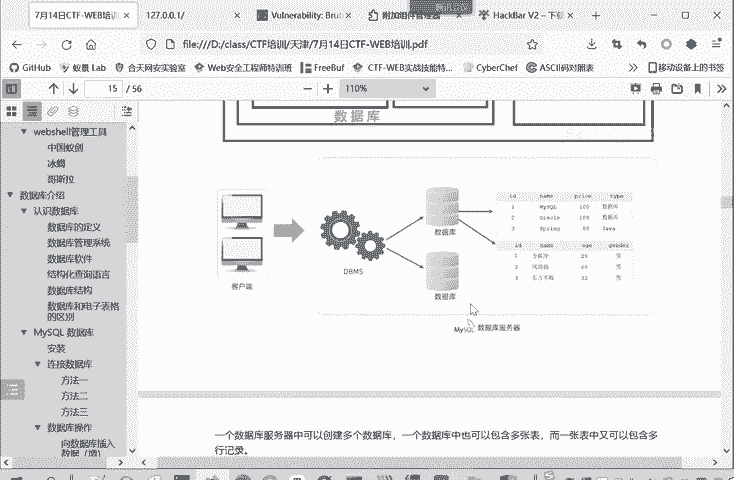 腾讯会议
7月14日CTF-WEB培训
127.0.0.1/
Vulnerability: Brut
附加组件管理器
HackBar V2 – 下载
file:///D:/class/CTF培训/天津/7月14日CTF-WEB培训.pdf
GitHub
蚁景 Lab
合天网安实验室
Web安全工程师特训班
FreeBuf
CTF-WEB实战技能特...
CyberChef
ASCII码对照表
移动设备上的书签
15 / 56
110%
webshell管理工具
中国蚁剑
冰蝎
哥斯拉
数据库介绍
认识数据库
数据库的定义
数据库管理系统
数据库软件
结构化查询语言
数据库结构
数据库和电子表格
的区别
MySQL 数据库
安装
连接数据库
方法一
方法二
方法三
数据库操作
向数据库插入
数据（增）
数据库
客户端
DBMS
数据库
数据库
id name price type
1 MySQL 100 数据库
2 Oracle 188 数据库
3 Spring 88 Java
id name age gender
1 令狐冲 28 男
2 风清扬 60 男
3 东方不败 32 男
MySQL 数据库服务器
一个数据库服务器中可以创建多个数据库，一个数据库中也可以包含多张表，而一张表中又可以包含多
行记录。